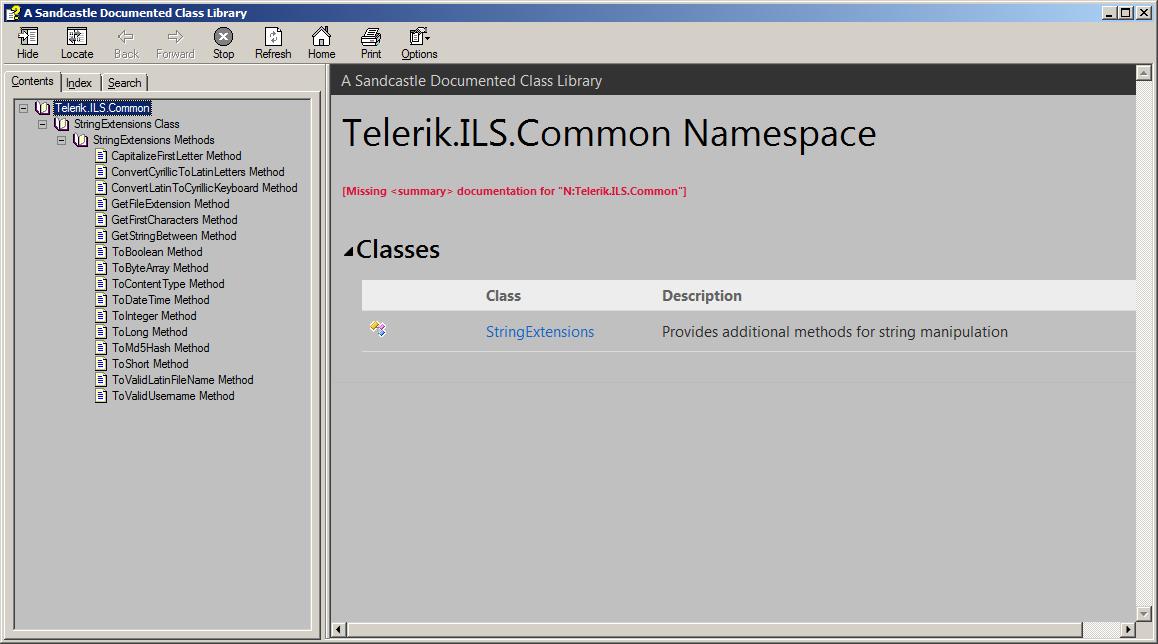 A Sandcastle Documented Class Library
Hide Locate Back Forward Stop Refresh Home Print Options
Contents Index Search
Telerik.ILS.Common
StringExtensions Class
StringExtensions Methods
CapitalizeFirstLetter Method
ConvertCyrillicToLatinLetters Method
ConvertLatinToCyrillicKeyboard Method
GetFileExtension Method
GetFirstCharacters Method
GetStringBetween Method
ToBoolean Method
ToByteArray Method
ToContentType Method
ToDateTime Method
ToInteger Method
ToLong Method
ToMd5Hash Method
ToShort Method
ToValidLatinFileName Method
ToValidUsername Method
A Sandcastle Documented Class Library
Telerik.ILS.Common Namespace
[Missing <summary> documentation for "N:Telerik.ILS.Common"]
Classes
Class Description
StringExtensions Provides additional methods for string manipulation